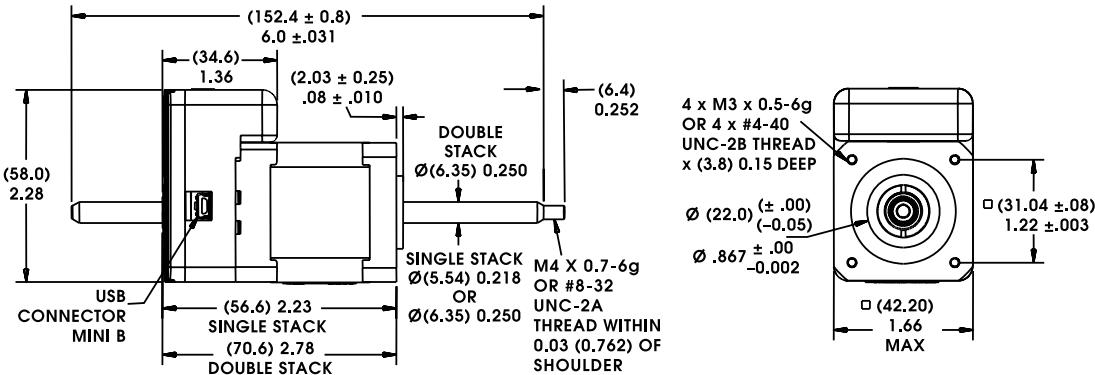 (152.4 ± 0.8)
6.0 ±.031
(34.6)
1.36
(2.03 ± 0.25)
.08 ± .010
(6.4)
0.252
DOUBLE
STACK
Ø(6.35) 0.250
(58.0)
2.28
USB
CONNECTOR
MINI B
SINGLE STACK
Ø(5.54) 0.218
OR
Ø(6.35) 0.250
M4 X 0.7-6g
OR #8-32
UNC-2A
THREAD WITHIN
0.03 (0.762) OF
SHOULDER
(56.6) 2.23
SINGLE STACK
(70.6) 2.78
DOUBLE STACK
4 x M3 x 0.5-6g
OR 4 x #4-40
UNC-2B THREAD
x (3.8) 0.15 DEEP
Ø (22.0) (± .00)
(-0.05)
Ø .867 ± .00
-0.002
□ (31.04 ±.08)
1.22 ±.003
□ (42.20)
1.66
MAX